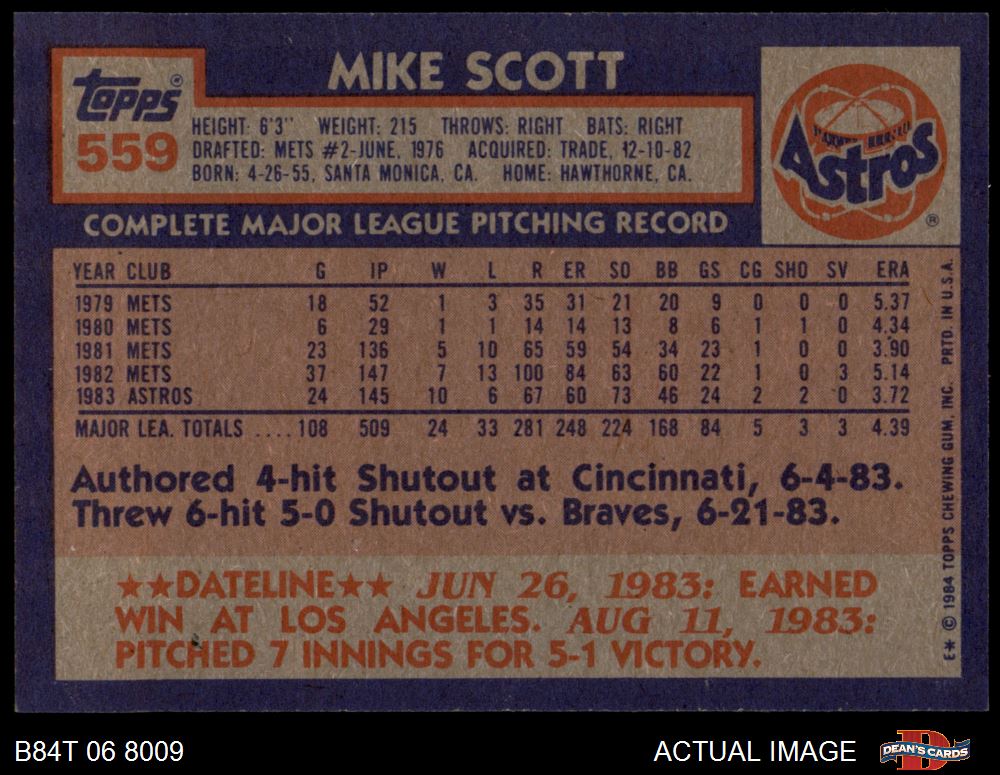 MIKE SCOTT
Topps®
559
HEIGHT: 6'3" WEIGHT: 215 THROWS: RIGHT BATS: RIGHT
DRAFTED: METS #2-JUNE, 1976 ACQUIRED: TRADE, 12-10-82
BORN: 4-26-55, SANTA MONICA, CA. HOME: HAWTHORNE, CA.
Astros
®
COMPLETE MAJOR LEAGUE PITCHING RECORD
YEAR CLUB G IP W L R ER SO BB GS CG SHO SV ERA
1979 METS 18 52 1 3 35 31 21 20 9 0 0 0 5.37
1980 METS 6 29 1 1 14 14 13 8 6 1 1 0 4.34
1981 METS 23 136 5 10 65 59 54 34 23 1 0 0 3.90
1982 METS 37 147 7 13 100 84 63 60 22 1 0 3 5.14
1983 ASTROS 24 145 10 6 67 60 73 46 24 2 2 0 3.72
MAJOR LEA. TOTALS ....108 509 24 33 281 248 224 168 84 5 3 3 4.39
Authored 4-hit Shutout at Cincinnati, 6-4-83.
Threw 6-hit 5-0 Shutout vs. Braves, 6-21-83.
★★DATELINE★★ JUN 26, 1983: EARNED
WIN AT LOS ANGELES. AUG 11, 1983:
PITCHED 7 INNINGS FOR 5-1 VICTORY.
E* © 1984 TOPPS CHEWING GUM, INC. PRTD. IN U.S.A.
B84T 06 8009
ACTUAL IMAGE
D
DEAN'S CARDS